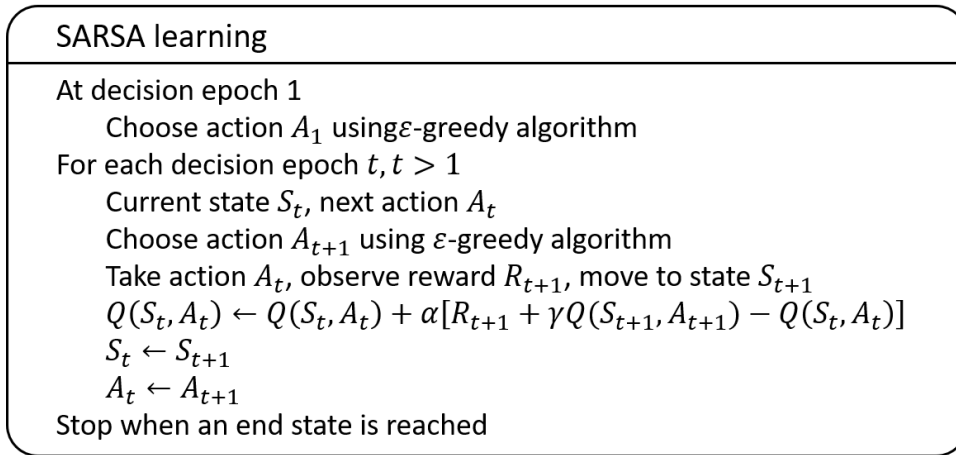 SARSA learning
At decision epoch 1
Choose action A₁ usingε-greedy algorithm
For each decision epoch t, t > 1
Current state Sₜ, next action Aₜ
Choose action Aₜ₊₁ using ε-greedy algorithm
Take action Aₜ, observe reward Rₜ₊₁, move to state Sₜ₊₁
Q(Sₜ, Aₜ) ← Q(Sₜ, Aₜ) + α[Rₜ₊₁ + γQ(Sₜ₊₁, Aₜ₊₁) − Q(Sₜ, Aₜ)]
Sₜ ← Sₜ₊₁
Aₜ ← Aₜ₊₁
Stop when an end state is reached